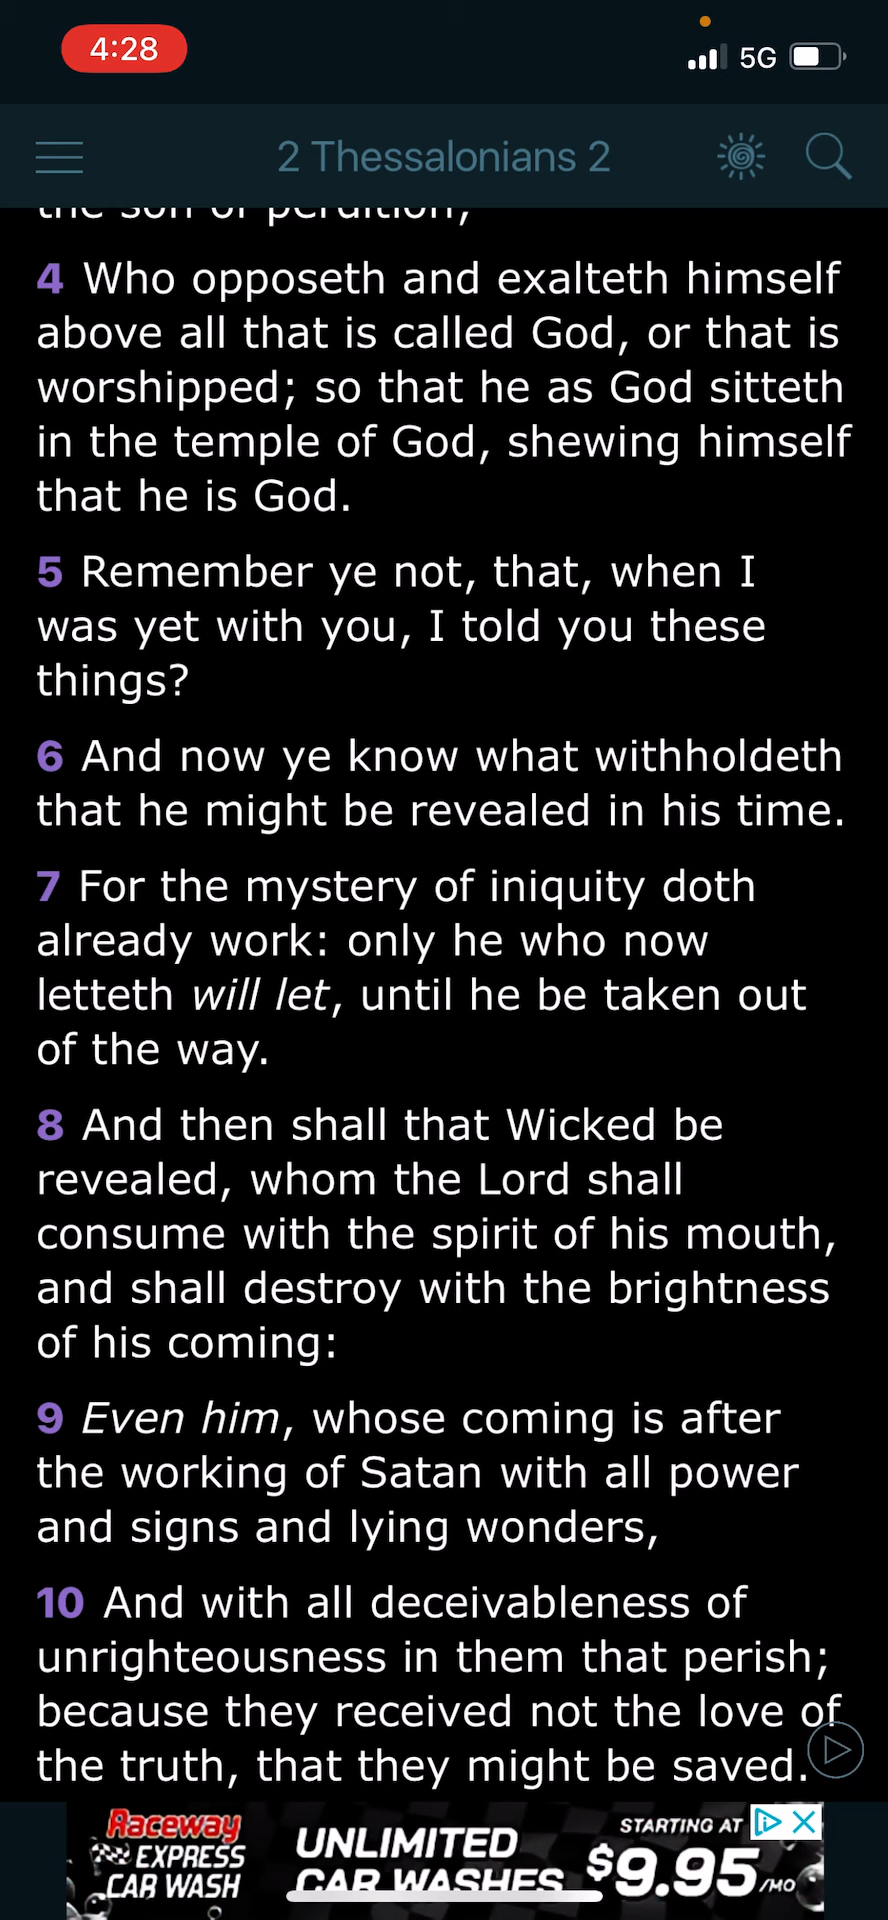 4:28
5G
2 Thessalonians 2
the son of perdition,
4 Who opposeth and exalteth himself
above all that is called God, or that is
worshipped; so that he as God sitteth
in the temple of God, shewing himself
that he is God.
5 Remember ye not, that, when I
was yet with you, I told you these
things?
6 And now ye know what withholdeth
that he might be revealed in his time.
7 For the mystery of iniquity doth
already work: only he who now
letteth will let, until he be taken out
of the way.
8 And then shall that Wicked be
revealed, whom the Lord shall
consume with the spirit of his mouth,
and shall destroy with the brightness
of his coming:
9 Even him, whose coming is after
the working of Satan with all power
and signs and lying wonders,
10 And with all deceivableness of
unrighteousness in them that perish;
because they received not the love of
the truth, that they might be saved.
Raceway
EXPRESS
CAR WASH
UNLIMITED
CAR WASHES
STARTING AT
$9.95/MO